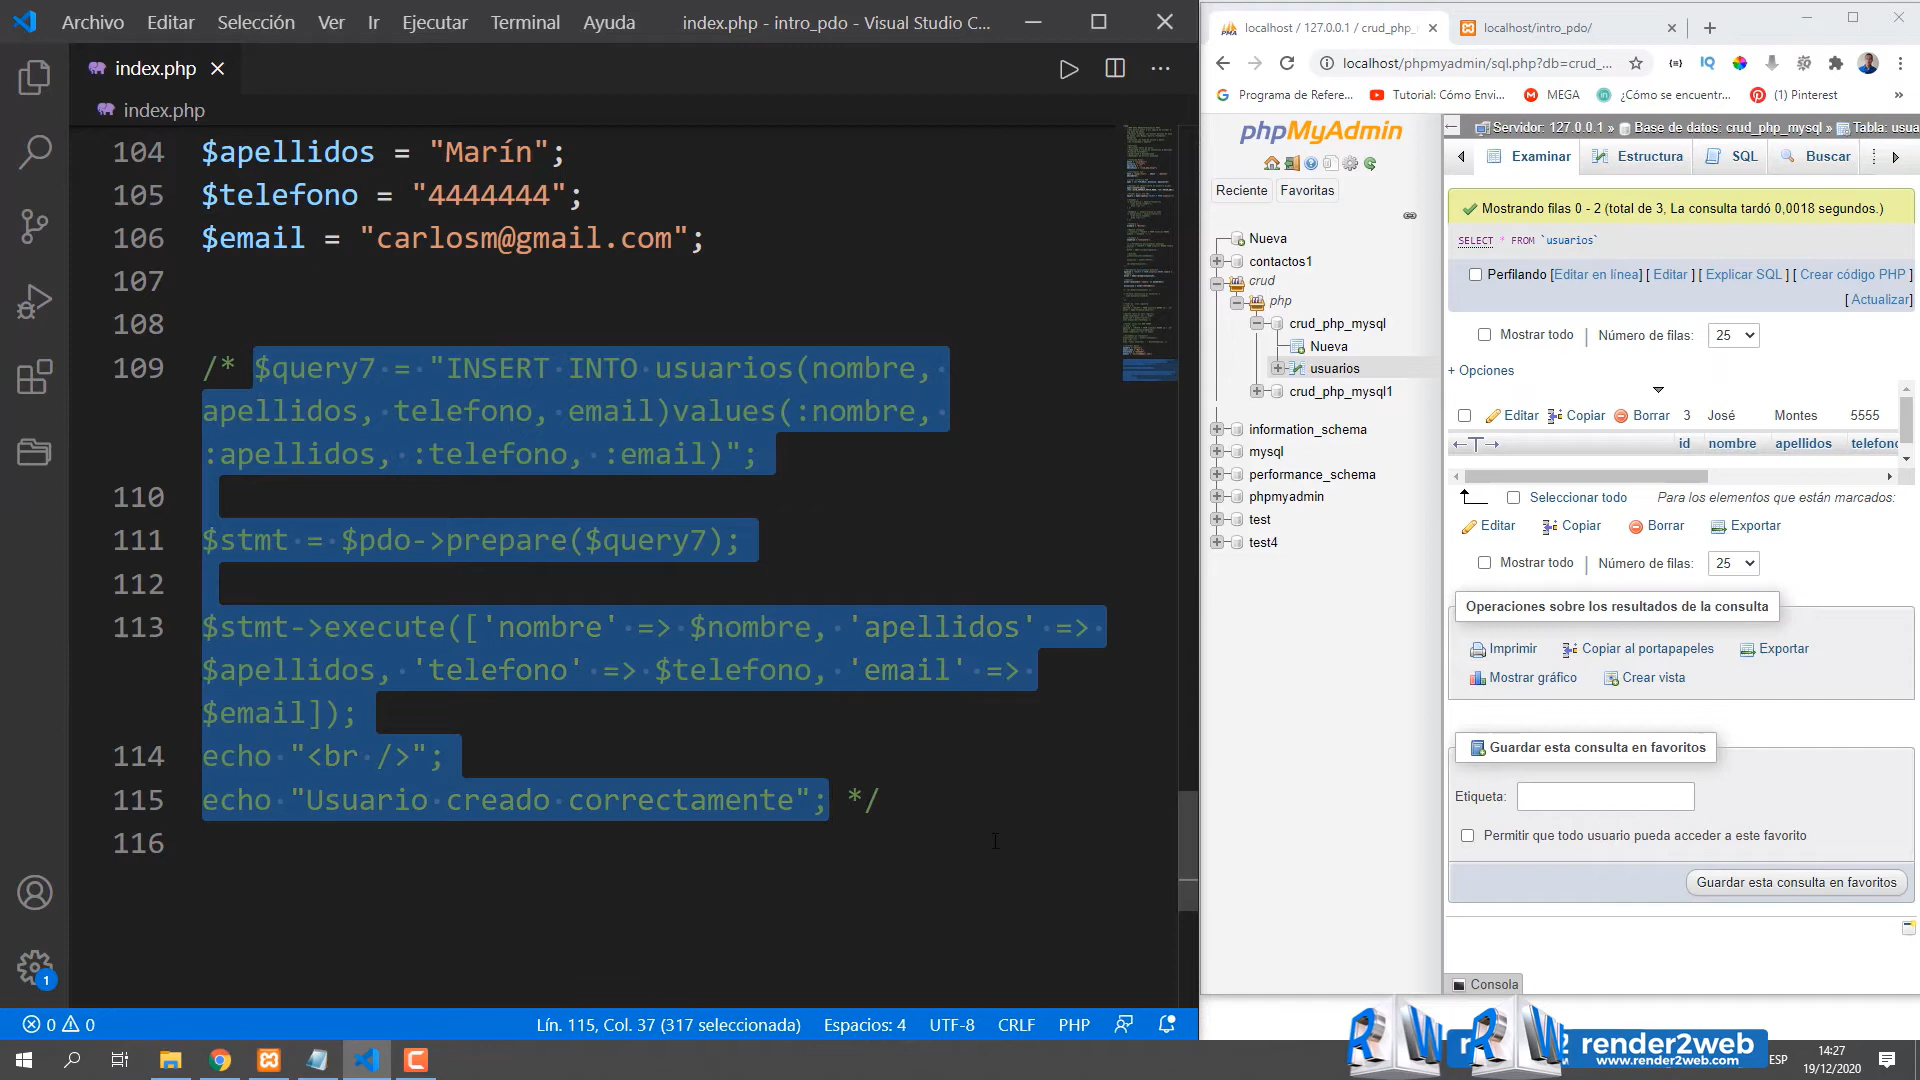 Archivo Editar Selección Ver Ir Ejecutar Terminal Ayuda index.php - intro_pdo - Visual Studio C...
index.php
index.php
104 $apellidos = "Marín";
105 $telefono = "4444444";
106 $email = "carlosm@gmail.com";
107
108
109 /* $query7 = "INSERT INTO usuarios(nombre,
apellidos, telefono, email)values(:nombre,
:apellidos, :telefono, :email)";
110
111 $stmt = $pdo->prepare($query7);
112
113 $stmt->execute(['nombre' => $nombre, 'apellidos' =>
$apellidos, 'telefono' => $telefono, 'email' =>
$email]);
114 echo "<br />";
115 echo "Usuario creado correctamente"; */
116
1
0 0 Lín. 115, Col. 37 (317 seleccionada) Espacios: 4 UTF-8 CRLF PHP
localhost / 127.0.0.1 / crud_php_ localhost/intro_pdo/
localhost/phpmyadmin/sql.php?db=crud_...
Programa de Refere... Tutorial: Cómo Envi... MEGA ¿Cómo se encuentr... (1) Pinterest »
phpMyAdmin
Reciente Favoritas
Nueva
contactos1
crud
php
crud_php_mysql
Nueva
usuarios
crud_php_mysql1
information_schema
mysql
performance_schema
phpmyadmin
test
test4
Servidor: 127.0.0.1 » Base de datos: crud_php_mysql » Tabla: usua
Examinar Estructura SQL Buscar
Mostrando filas 0 - 2 (total de 3, La consulta tardó 0,0018 segundos.)
SELECT * FROM `usuarios`
Perfilando [Editar en línea] [ Editar ] [ Explicar SQL ] [ Crear código PHP ]
[ Actualizar]
Mostrar todo Número de filas: 25
+ Opciones
Editar Copiar Borrar 3 José Montes 5555
id nombre apellidos telefono
Seleccionar todo Para los elementos que están marcados:
Editar Copiar Borrar Exportar
Mostrar todo Número de filas: 25
Operaciones sobre los resultados de la consulta
Imprimir Copiar al portapapeles Exportar
Mostrar gráfico Crear vista
Guardar esta consulta en favoritos
Etiqueta:
Permitir que todo usuario pueda acceder a este favorito
Guardar esta consulta en favoritos
Consola
render2web
www.render2web.com
ESP
14:27
19/12/2020